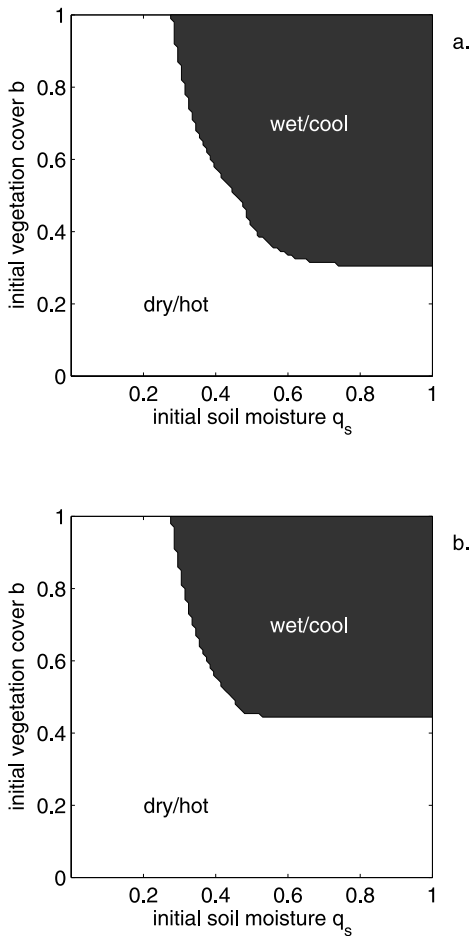 a.
1
0.8
0.6
0.4
0.2
0
initial vegetation cover b
wet/cool
dry/hot
0.2 0.4 0.6 0.8 1
initial soil moisture q_s
b.
1
0.8
0.6
0.4
0.2
0
initial vegetation cover b
wet/cool
dry/hot
0.2 0.4 0.6 0.8 1
initial soil moisture q_s